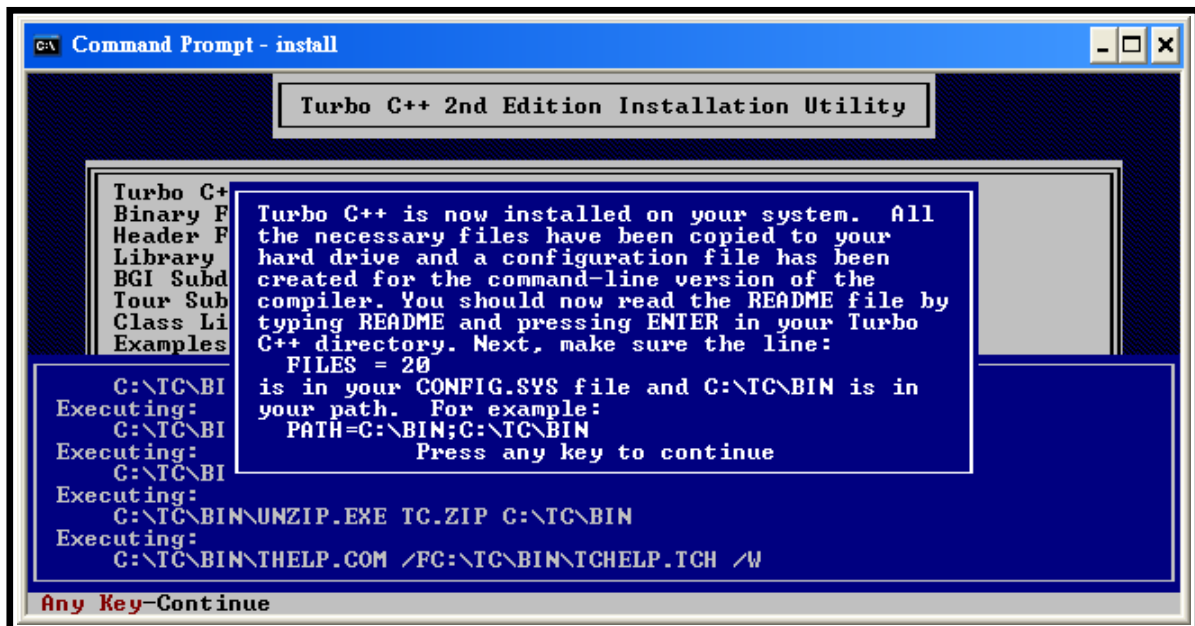 Command Prompt - install
Turbo C++ 2nd Edition Installation Utility
Turbo C+
Binary F
Header F
Library
BGI Subd
Tour Sub
Class Li
Examples
Turbo C++ is now installed on your system.  All
the necessary files have been copied to your
hard drive and a configuration file has been
created for the command-line version of the
compiler. You should now read the README file by
typing README and pressing ENTER in your Turbo
C++ directory. Next, make sure the line:
FILES = 20
is in your CONFIG.SYS file and C:\TC\BIN is in
your path.  For example:
PATH=C:\BIN;C:\TC\BIN
Press any key to continue
C:\TC\BI
Executing:
C:\TC\BI
Executing:
C:\TC\BI
Executing:
C:\TC\BIN\UNZIP.EXE TC.ZIP C:\TC\BIN
Executing:
C:\TC\BIN\THELP.COM /FC:\TC\BIN\TCHELP.TCH /W
Any Key-Continue